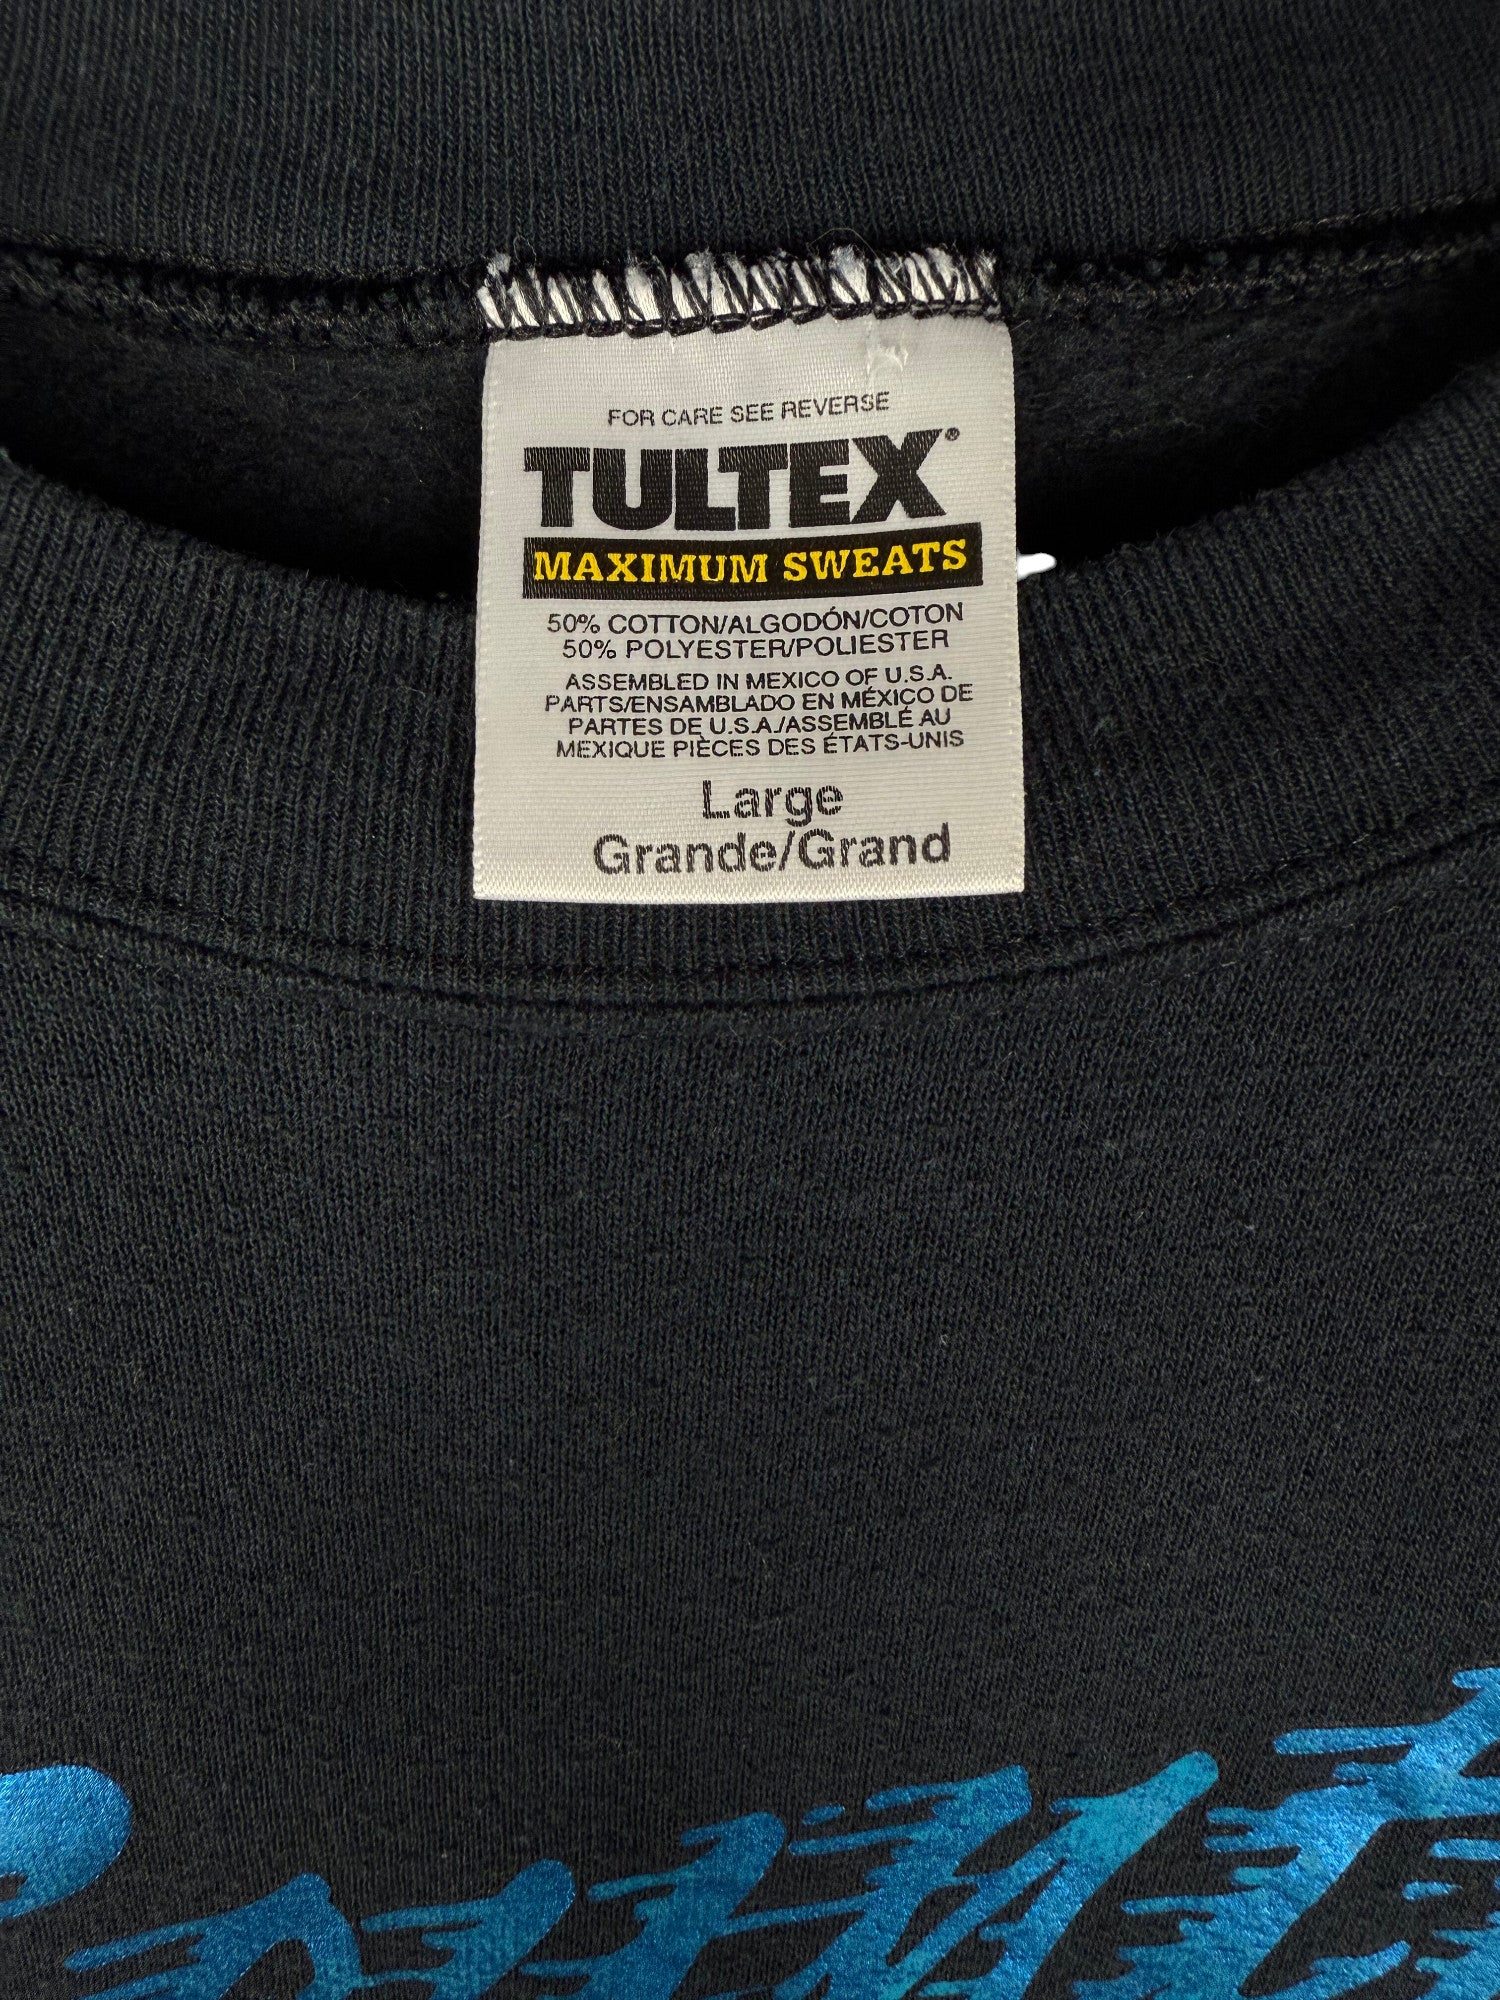 FOR CARE SEE REVERSE
TULTEX®
MAXIMUM SWEATS
50% COTTON/ALGODÓN/COTON
50% POLYESTER/POLIESTER
ASSEMBLED IN MEXICO OF U.S.A.
PARTS/ENSAMBLADO EN MÉXICO DE
PARTES DE U.S.A./ASSEMBLÉ AU
MEXIQUE PIÈCES DES ÉTATS-UNIS
Large
Grande/Grand